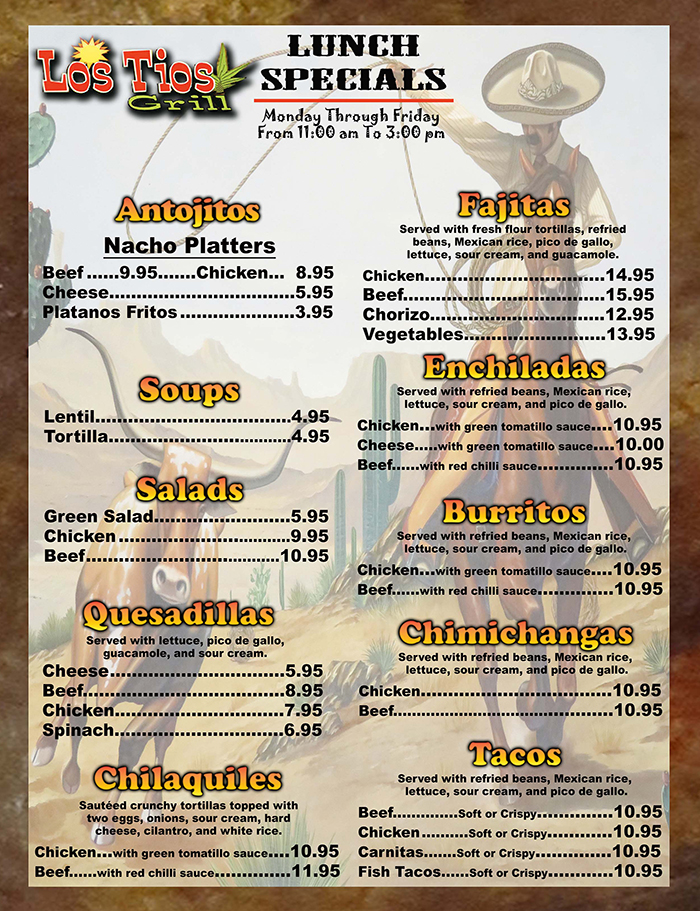 Los Tios
Grill
LUNCH
SPECIALS
Monday Through Friday
From 11:00 am To 3:00 pm
Antojitos
Nacho Platters
Beef......9.95.......Chicken... 8.95
Cheese..............................5.95
Platanos Fritos......................3.95
Soups
Lentil................................4.95
Tortilla..............................4.95
Salads
Green Salad......................5.95
Chicken............................9.95
Beef................................10.95
Quesadillas
Served with lettuce, pico de gallo,
guacamole, and sour cream.
Cheese............................5.95
Beef................................8.95
Chicken...........................7.95
Spinach...........................6.95
Chilaquiles
Sautéed crunchy tortillas topped with
two eggs, onions, sour cream, hard
cheese, cilantro, and white rice.
Chicken...with green tomatillo sauce....10.95
Beef......with red chilli sauce..............11.95
Fajitas
Served with fresh flour tortillas, refried
beans, Mexican rice, pico de gallo,
lettuce, sour cream, and guacamole.
Chicken.............................14.95
Beef.................................15.95
Chorizo.............................12.95
Vegetables.......................13.95
Enchiladas
Served with refried beans, Mexican rice,
lettuce, sour cream, and pico de gallo.
Chicken...with green tomatillo sauce....10.95
Cheese.....with green tomatillo sauce....10.00
Beef......with red chilli sauce..............10.95
Burritos
Served with refried beans, Mexican rice,
lettuce, sour cream, and pico de gallo.
Chicken...with green tomatillo sauce....10.95
Beef......with red chilli sauce..............10.95
Chimichangas
Served with refried beans, Mexican rice,
lettuce, sour cream, and pico de gallo.
Chicken...............................10.95
Beef....................................10.95
Tacos
Served with refried beans, Mexican rice,
lettuce, sour cream, and pico de gallo.
Beef..............Soft or Crispy..............10.95
Chicken..........Soft or Crispy............10.95
Carnitas.......Soft or Crispy..............10.95
Fish Tacos......Soft or Crispy............10.95